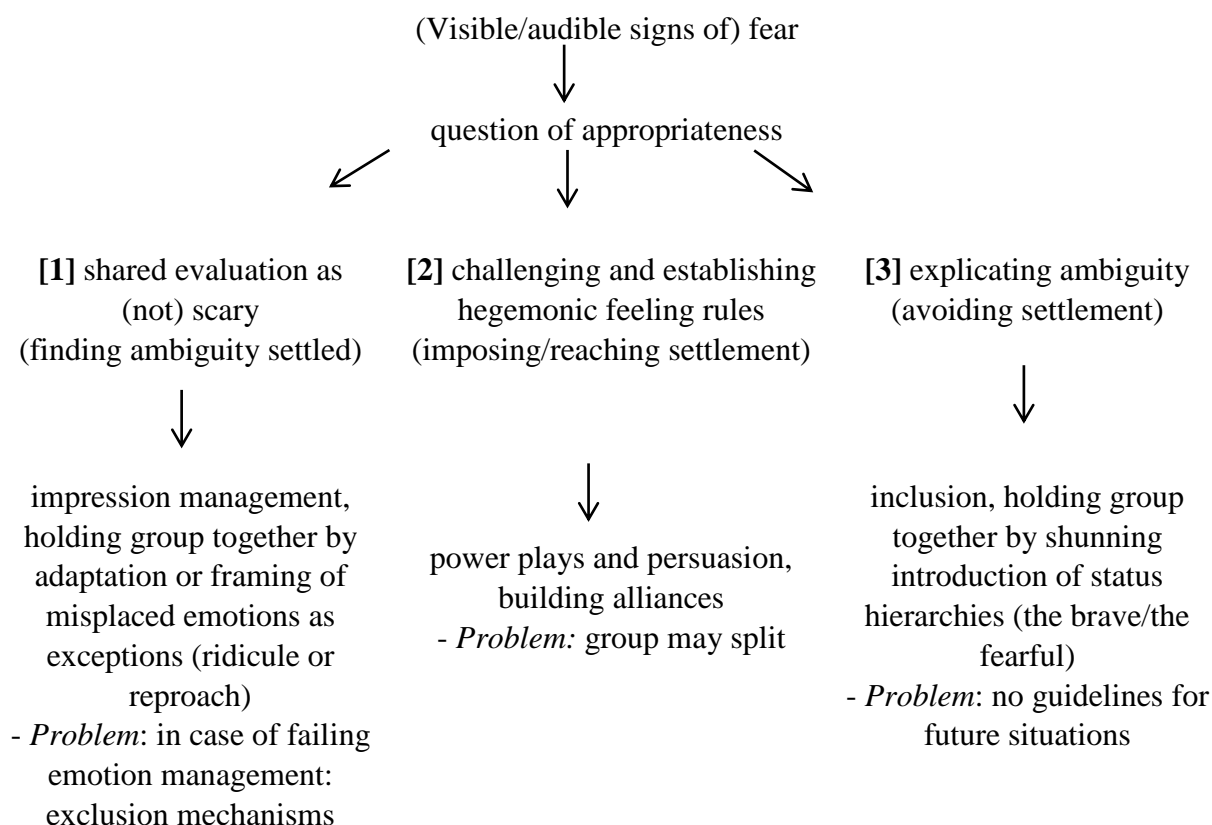 (Visible/audible signs of) fear
question of appropriateness
[1] shared evaluation as
(not) scary
(finding ambiguity settled)
[2] challenging and establishing
hegemonic feeling rules
(imposing/reaching settlement)
[3] explicating ambiguity
(avoiding settlement)
impression management,
holding group together by
adaptation or framing of
misplaced emotions as
exceptions (ridicule or
reproach)
- Problem: in case of failing
emotion management:
exclusion mechanisms
power plays and persuasion,
building alliances
- Problem: group may split
inclusion, holding group
together by shunning
introduction of status
hierarchies (the brave/the
fearful)
- Problem: no guidelines for
future situations